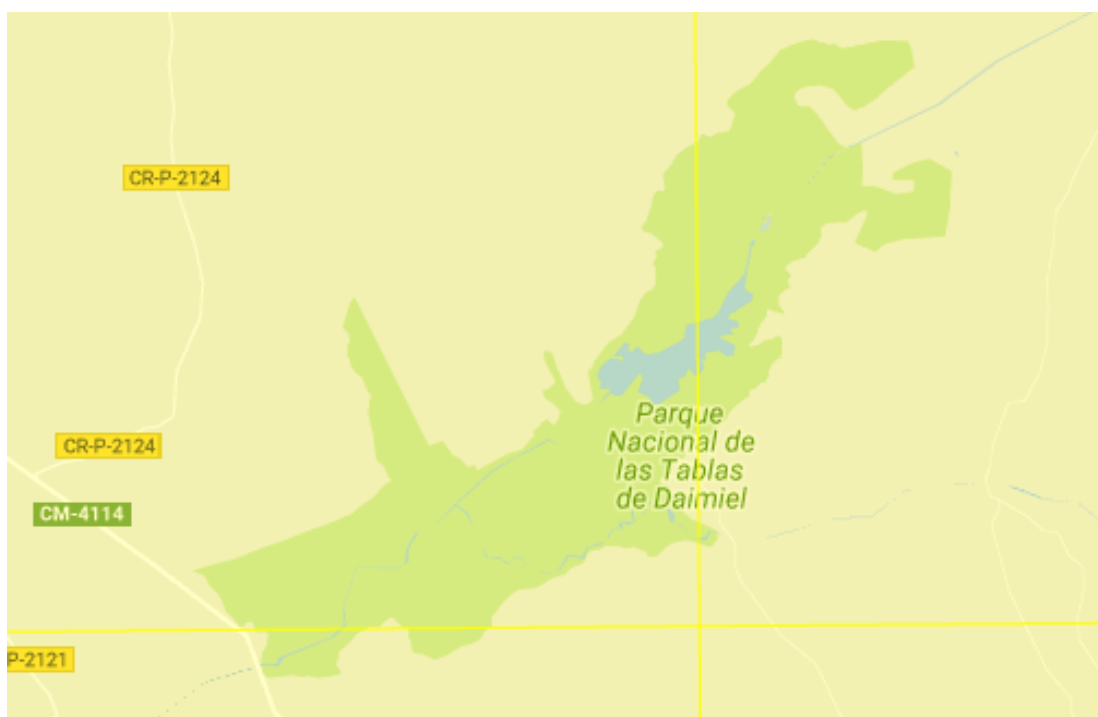 CR-P-2124
CR-P-2124
CM-4114
Parque
Nacional de
las Tablas
de Daimiel
P-2121